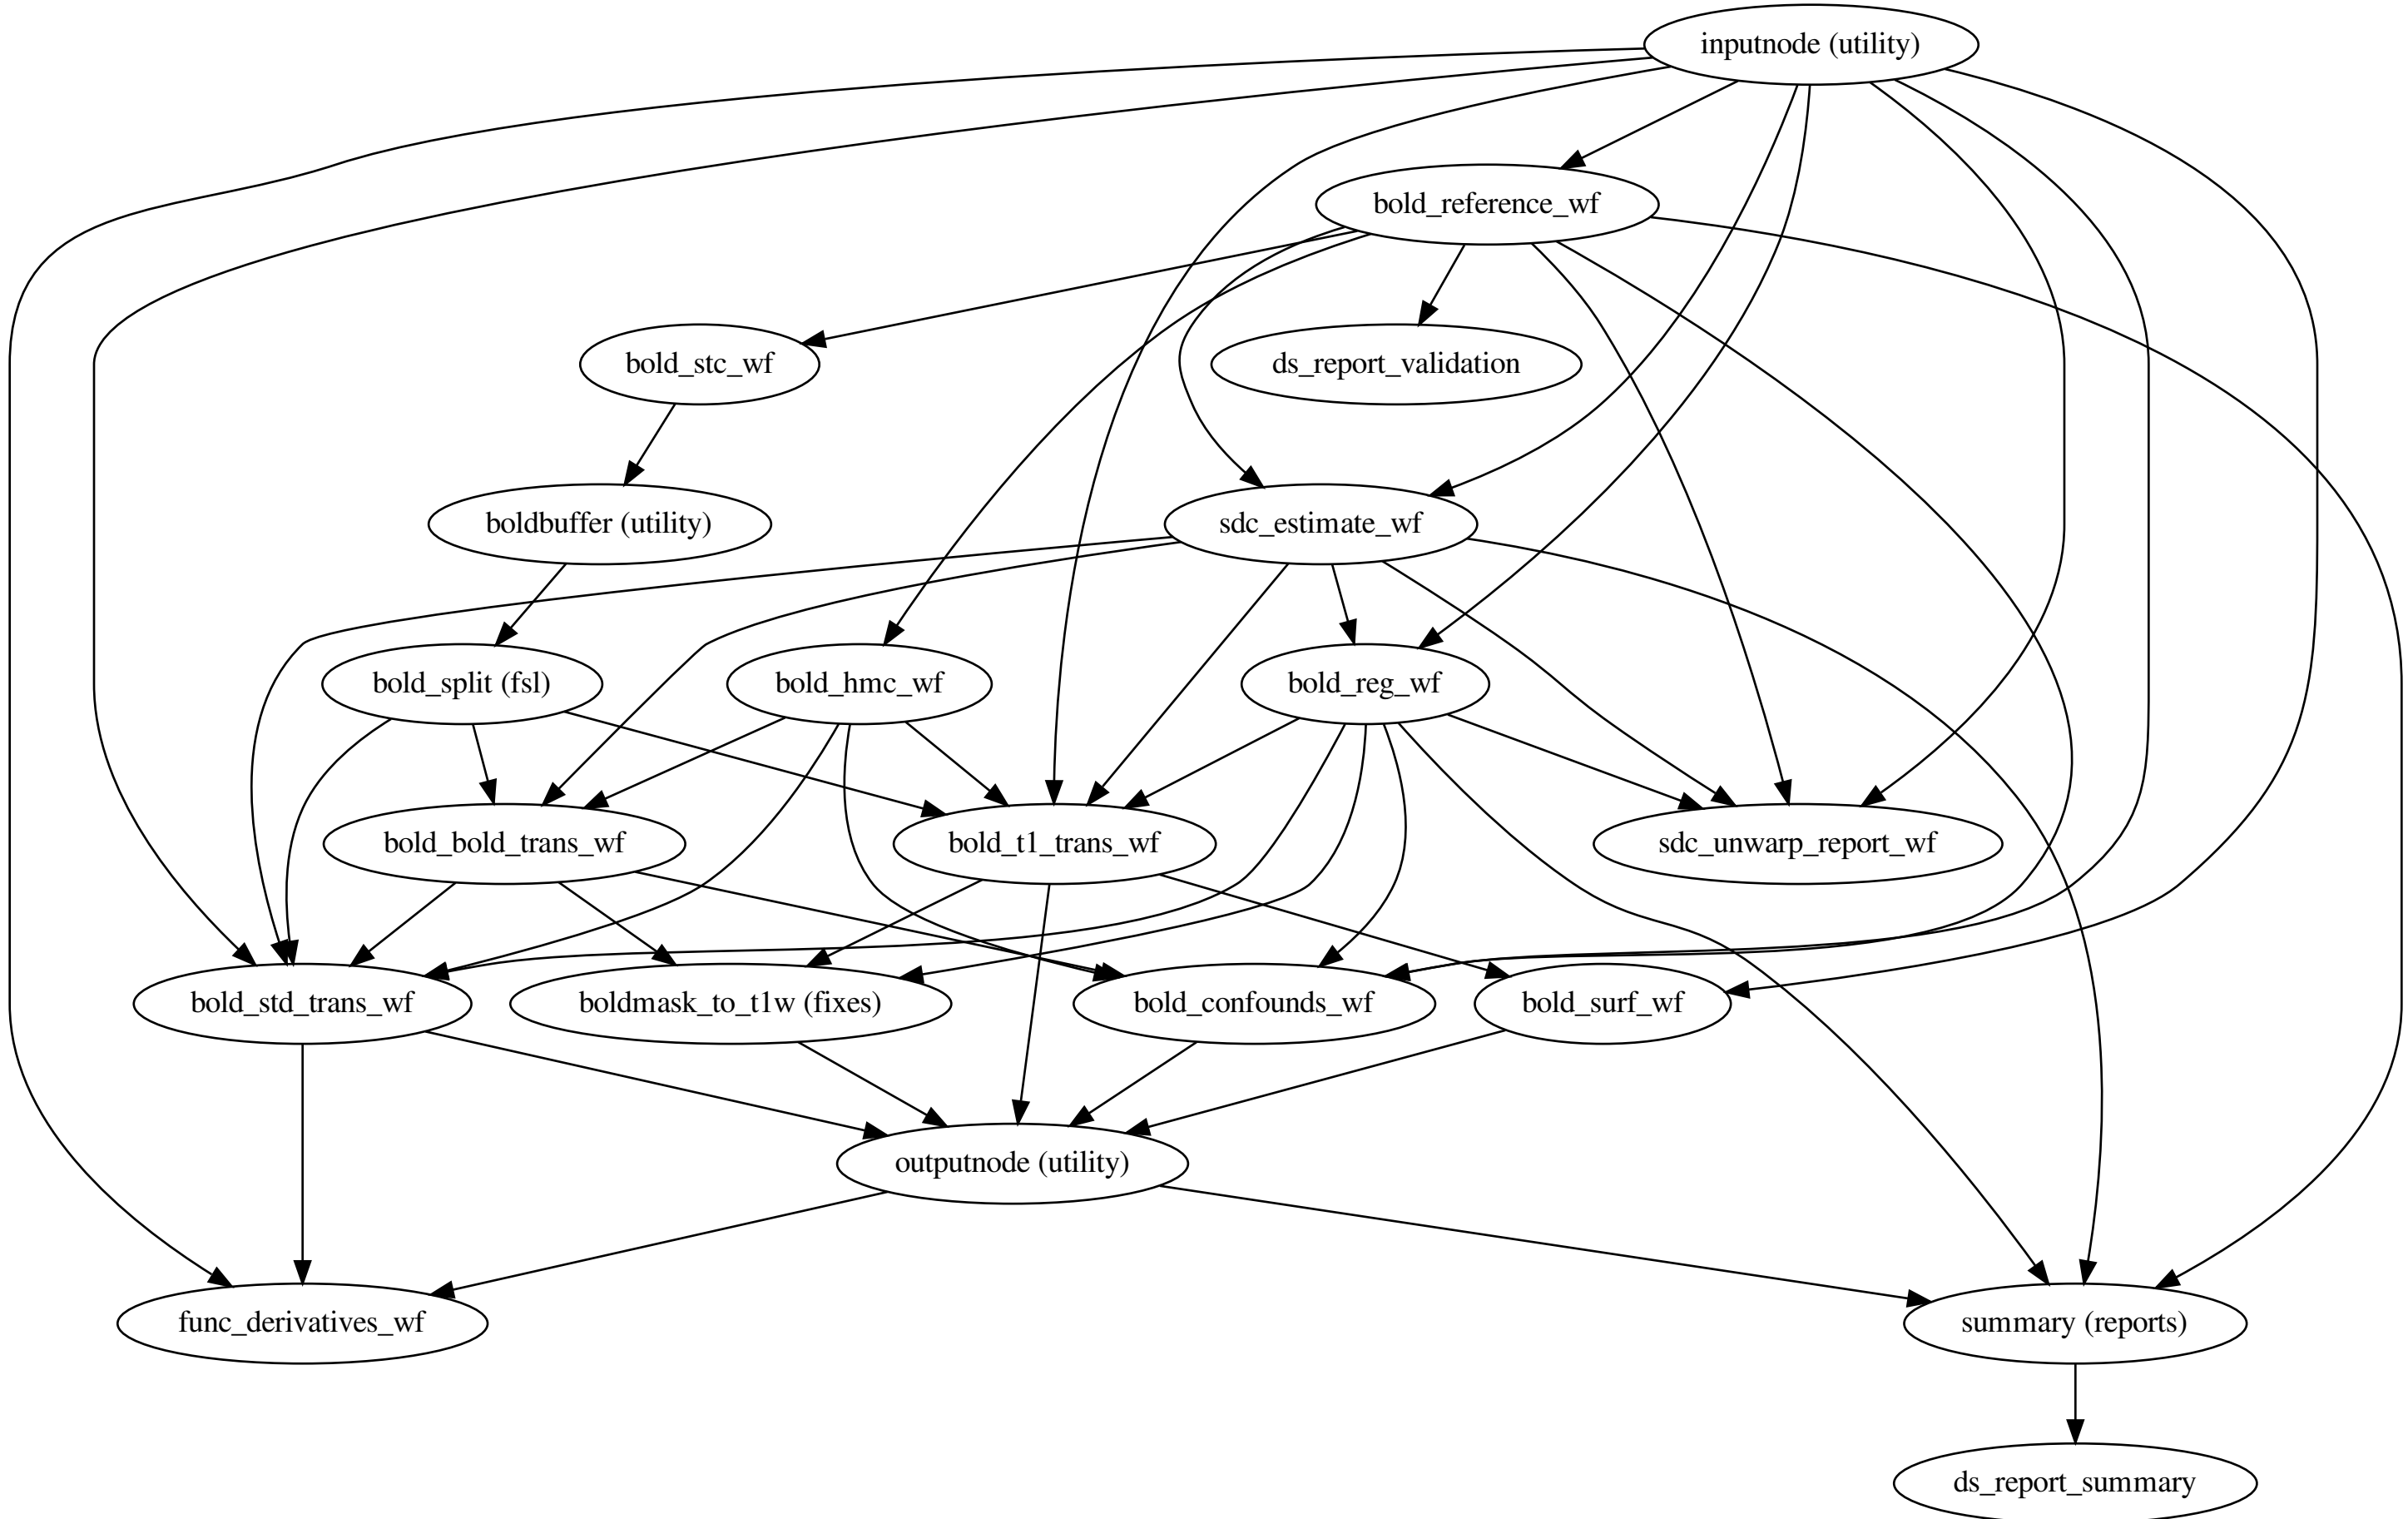 inputnode (utility)
bold_reference_wf
bold_stc_wf
ds_report_validation
boldbuffer (utility)
sdc_estimate_wf
bold_split (fsl)
bold_hmc_wf
bold_reg_wf
bold_bold_trans_wf
bold_t1_trans_wf
sdc_unwarp_report_wf
bold_std_trans_wf
boldmask_to_t1w (fixes)
bold_confounds_wf
bold_surf_wf
outputnode (utility)
func_derivatives_wf
summary (reports)
ds_report_summary